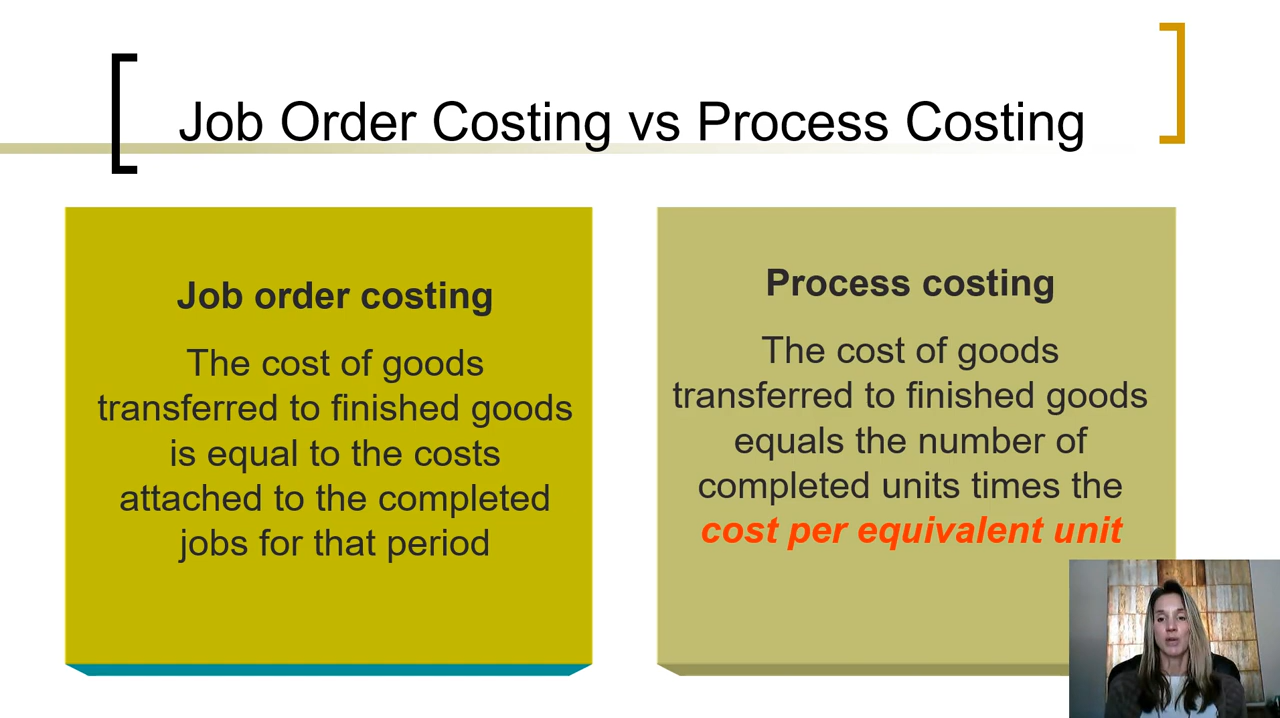 Job Order Costing vs Process Costing
Job order costing
The cost of goods
transferred to finished goods
is equal to the costs
attached to the completed
jobs for that period
Process costing
The cost of goods
transferred to finished goods
equals the number of
completed units times the
cost per equivalent unit